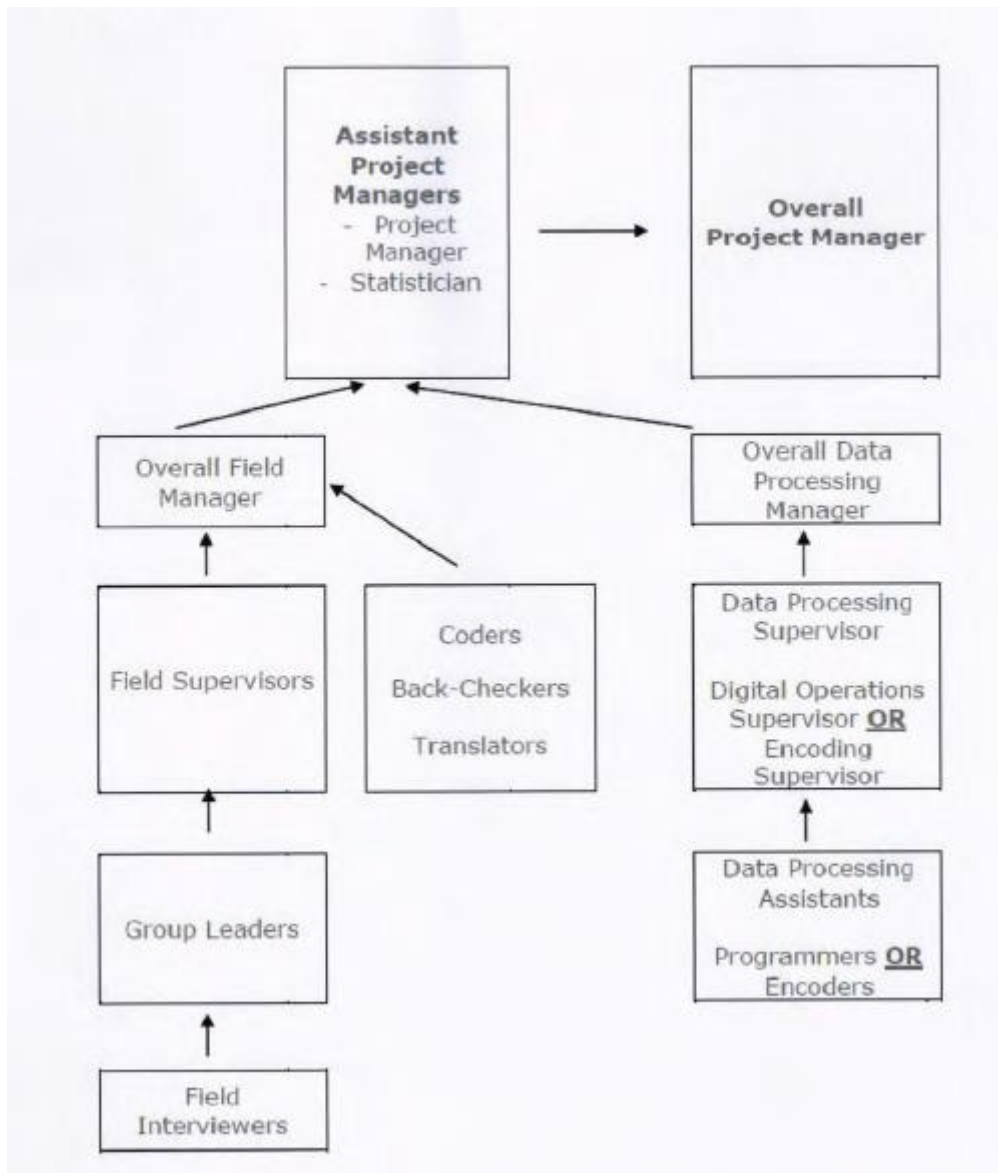 Assistant
Project
Managers
- Project
Manager
- Statistician
Overall
Project Manager
Overall Field
Manager
Overall Data
Processing
Manager
Field Supervisors
Coders
Back-Checkers
Translators
Data Processing
Supervisor
Digital Operations
Supervisor OR
Encoding
Supervisor
Group Leaders
Data Processing
Assistants
Programmers OR
Encoders
Field
Interviewers